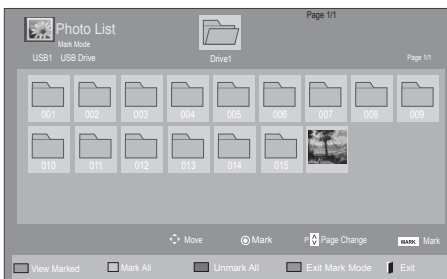 Page 1/1
Photo List
Mark Mode
USB1 USB Drive Drive1 Page 1/1
001 002 003 004 005 006 007 008 009
010 011 012 013 014 015
Move Mark P Page Change MARK Mark
View Marked Mark All Unmark All Exit Mark Mode Exit